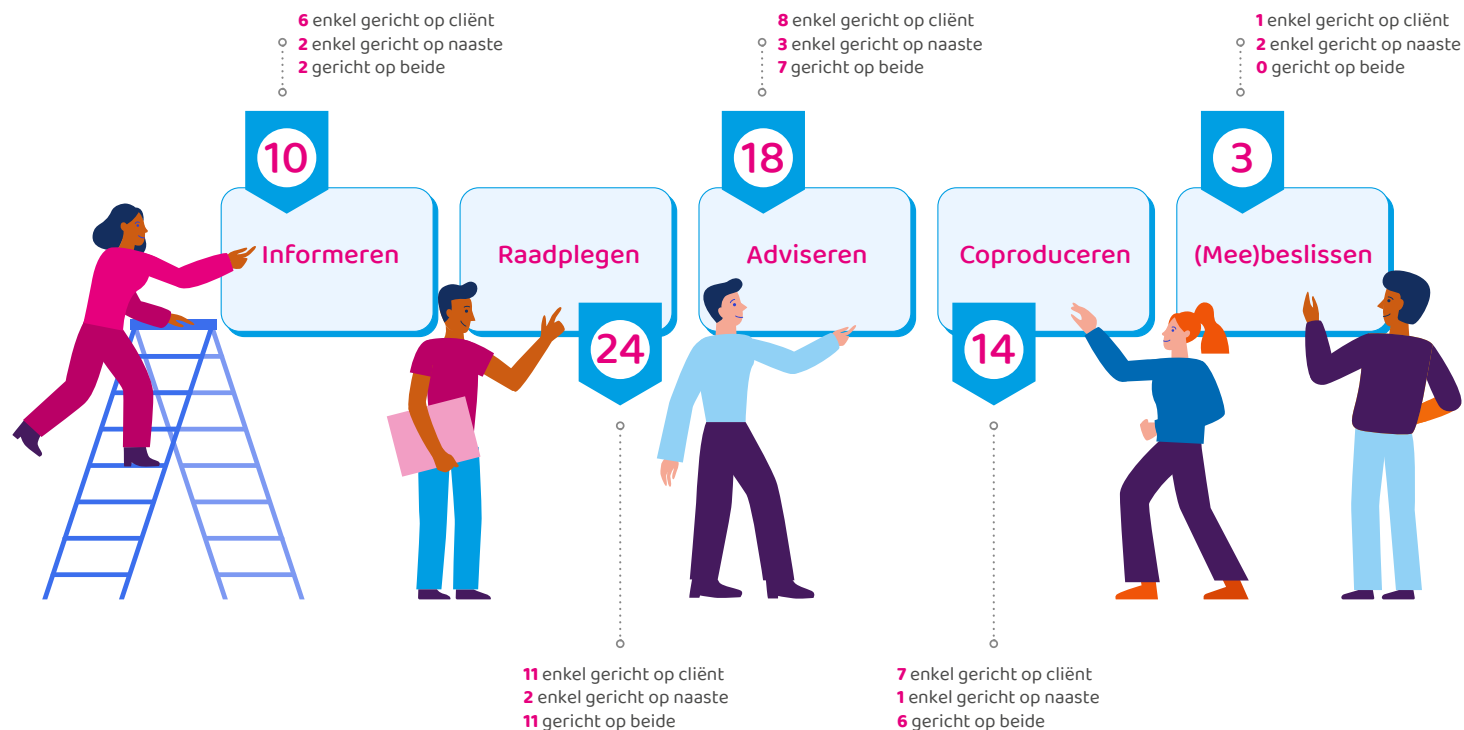 6 enkel gericht op cliënt
2 enkel gericht op naaste
2 gericht op beide
8 enkel gericht op cliënt
3 enkel gericht op naaste
7 gericht op beide
1 enkel gericht op cliënt
2 enkel gericht op naaste
0 gericht op beide
10
18
3
Informeren
Raadplegen
Adviseren
Coproduceren
(Mee)beslissen
24
14
11 enkel gericht op cliënt
2 enkel gericht op naaste
11 gericht op beide
7 enkel gericht op cliënt
1 enkel gericht op naaste
6 gericht op beide